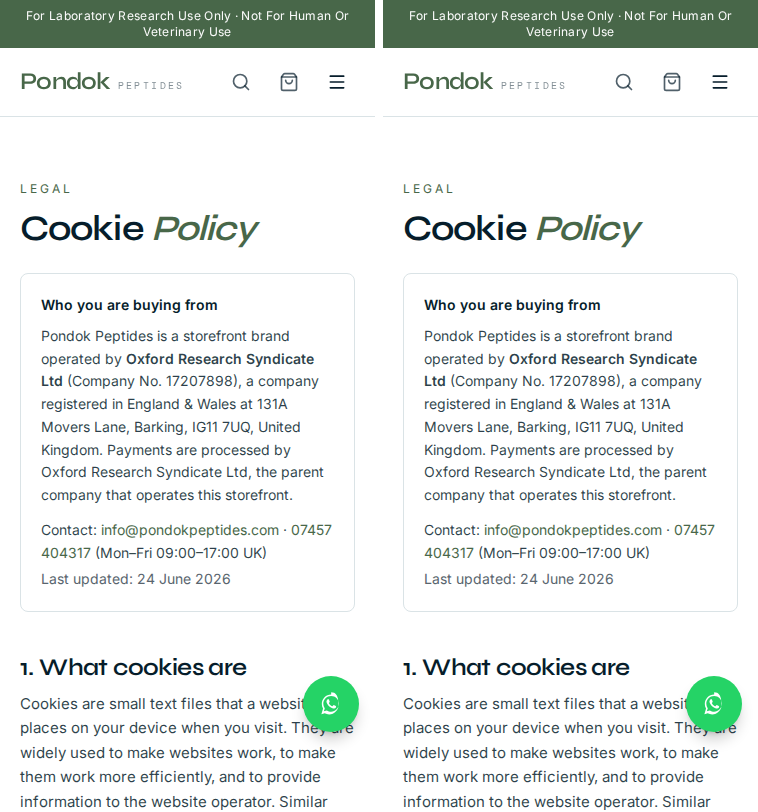 For Laboratory Research Use Only · Not For Human Or
Veterinary Use
Pondok PEPTIDES
LEGAL
Cookie Policy
Who you are buying from
Pondok Peptides is a storefront brand
operated by Oxford Research Syndicate
Ltd (Company No. 17207898), a company
registered in England & Wales at 131A
Movers Lane, Barking, IG11 7UQ, United
Kingdom. Payments are processed by
Oxford Research Syndicate Ltd, the parent
company that operates this storefront.
Contact: info@pondokpeptides.com · 07457
404317 (Mon–Fri 09:00–17:00 UK)
Last updated: 24 June 2026
1. What cookies are
Cookies are small text files that a
places on your device when you visit. They are
widely used to make websites work, to make
them work more efficiently, and to provide
information to the website operator. Similar
For Laboratory Research Use Only · Not For Human Or
Veterinary Use
Pondok PEPTIDES
LEGAL
Cookie Policy
Who you are buying from
Pondok Peptides is a storefront brand
operated by Oxford Research Syndicate
Ltd (Company No. 17207898), a company
registered in England & Wales at 131A
Movers Lane, Barking, IG11 7UQ, United
Kingdom. Payments are processed by
Oxford Research Syndicate Ltd, the parent
company that operates this storefront.
Contact: info@pondokpeptides.com · 07457
404317 (Mon–Fri 09:00–17:00 UK)
Last updated: 24 June 2026
1. What cookies are
Cookies are small text files that a
places on your device when you visit. They are
widely used to make websites work, to make
them work more efficiently, and to provide
information to the website operator. Similar